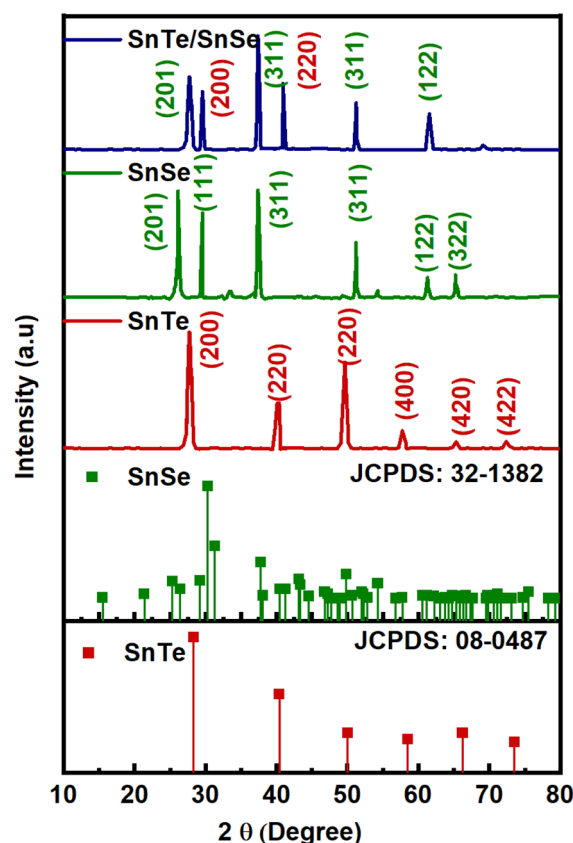 SnTe/SnSe
(201)
(200)
(311)
(220)
(311)
(122)
SnSe
(201)
(111)
(311)
(311)
(122)
(322)
SnTe
(200)
(220)
(220)
(400)
(420)
(422)
SnSe
JCPDS: 32-1382
SnTe
JCPDS: 08-0487
Intensity (a.u)
10 20 30 40 50 60 70 80
2 θ (Degree)